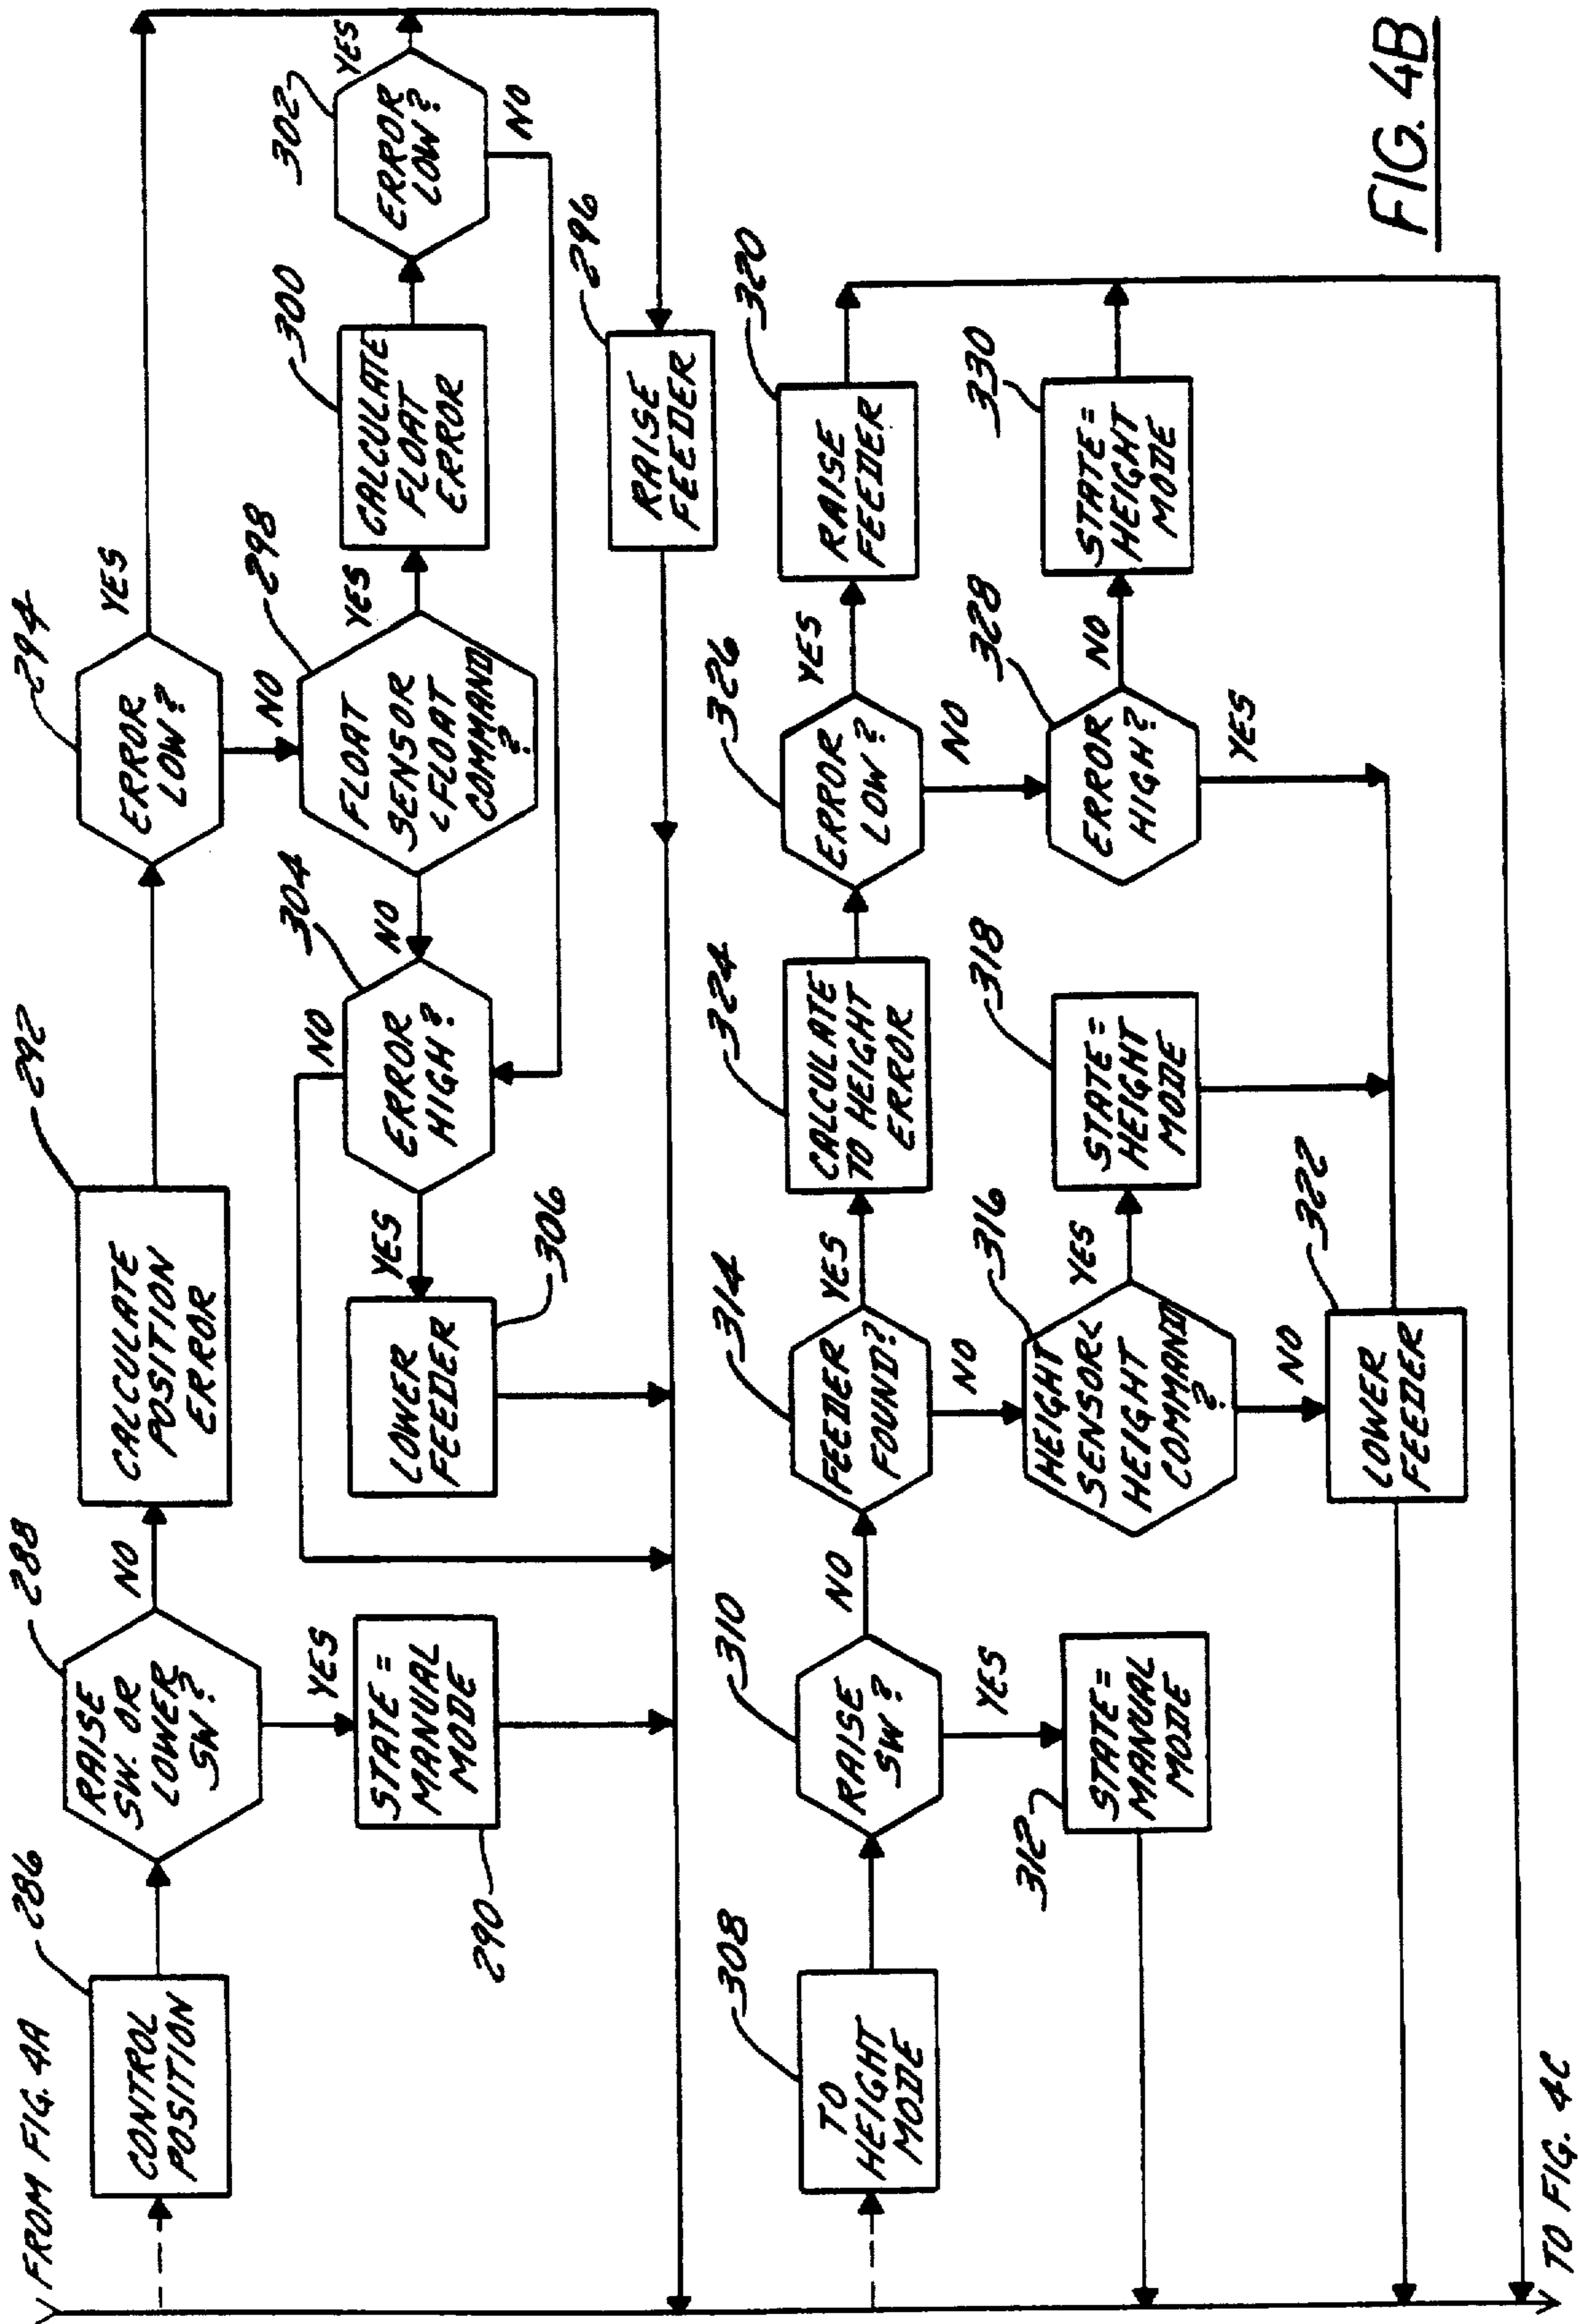 FROM FIG. 4A
286
CONTROL
POSITION
288
RAISE
SW. OR
LOWER
SW?
NO
YES
290
STATE =
MANUAL
MODE
292
CALCULATE
POSITION
ERROR
294
ERROR
LOW?
YES
NO
298
FLOAT
SENSOR
<FLOAT
COMMAND
?
YES
NO
300
CALCULATE
FLOAT
ERROR
302
ERROR
LOW?
YES
NO
304
ERROR
HIGH?
NO
YES
306
LOWER
FEEDER
296
RAISE
FEEDER
308
TO
HEIGHT
MODE
310
RAISE
SW?
NO
YES
312
STATE =
MANUAL
MODE
314
FEEDER
FOUND?
YES
NO
316
HEIGHT
SENSOR<
HEIGHT
COMMAND
?
YES
NO
318
STATE =
HEIGHT
MODE
322
LOWER
FEEDER
324
CALCULATE
TO HEIGHT
ERROR
326
ERROR
LOW?
YES
NO
320
RAISE
FEEDER
328
ERROR
HIGH?
NO
YES
330
STATE =
HEIGHT
MODE
TO FIG. 4C
FIG. 4B